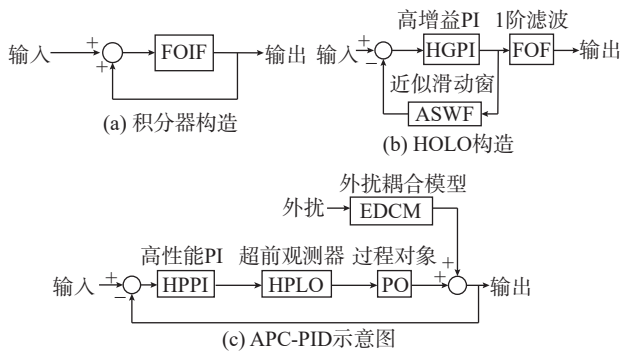 输入 + + FOIF 输出
(a) 积分器构造
高增益PI 1阶滤波
输入 + − HGPI FOF 输出
近似滑动窗
ASWF
(b) HOLO构造
外扰耦合模型
外扰 EDCM
高性能PI 超前观测器 过程对象
输入 + − HPPI HPLO PO + + 输出
(c) APC-PID示意图